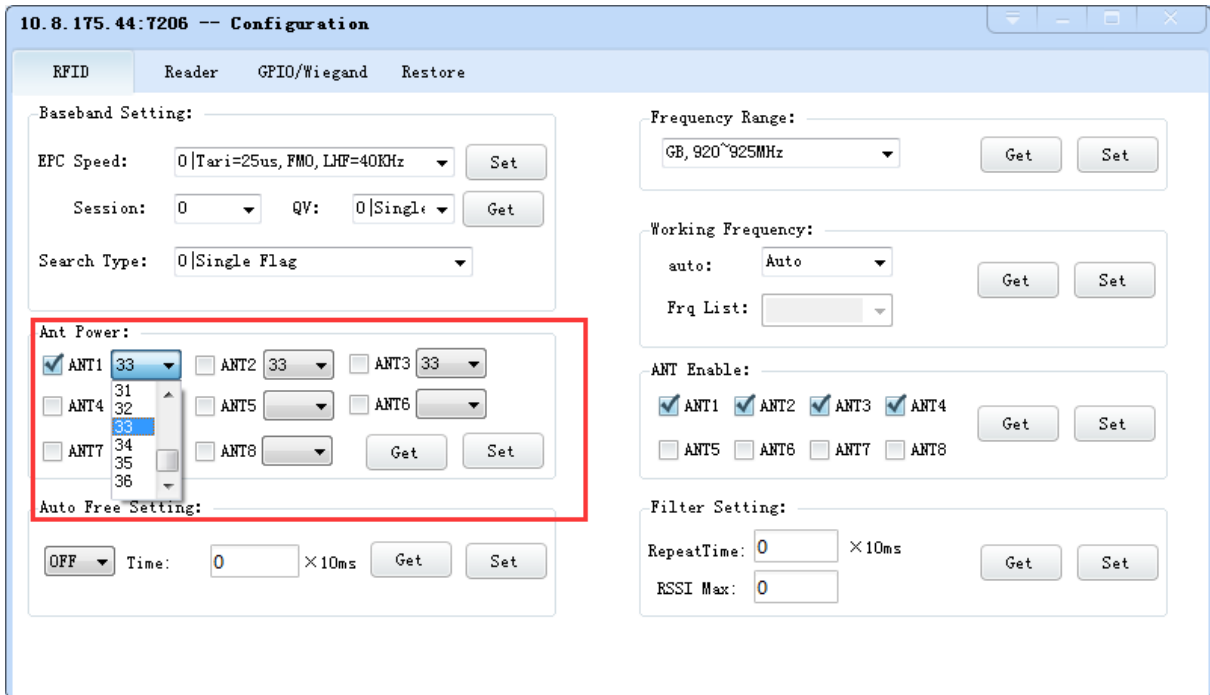 10.8.175.44:7206 -- Configuration
RFID Reader GPIO/Wiegand Restore
Baseband Setting:
EPC Speed: 0|Tari=25us,FM0,LHF=40KHz Set
Session: 0 QV: 0|Single Get
Search Type: 0|Single Flag
Frequency Range:
GB,920~925MHz Get Set
Working Frequency:
auto: Auto
Frq List:
Get Set
Ant Power:
ANT1 33 ANT2 33 ANT3 33
ANT4 ANT5 ANT6
ANT7 ANT8 Get Set
31
32
33
34
35
36
ANT Enable:
ANT1 ANT2 ANT3 ANT4
ANT5 ANT6 ANT7 ANT8
Get Set
Auto Free Setting:
OFF Time: 0 ×10ms Get Set
Filter Setting:
RepeatTime: 0 ×10ms
RSSI Max: 0
Get Set